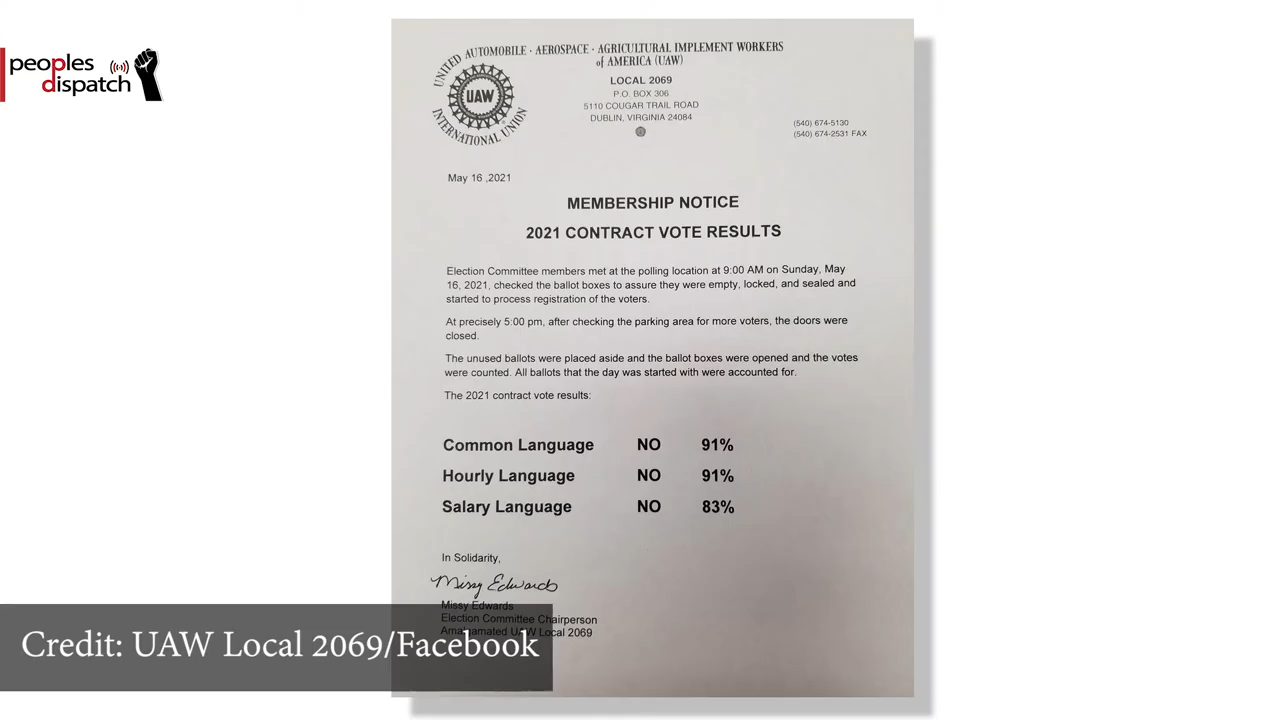 peoples
dispatch
UNITED AUTOMOBILE · AEROSPACE · AGRICULTURAL IMPLEMENT WORKERS
of AMERICA (UAW)
INTERNATIONAL UNION
UAW
LOCAL 2069
P.O. BOX 306
5110 COUGAR TRAIL ROAD
DUBLIN, VIRGINIA 24084
(540) 674-5130
(540) 674-2531 FAX
May 16 ,2021
MEMBERSHIP NOTICE
2021 CONTRACT VOTE RESULTS
Election Committee members met at the polling location at 9:00 AM on Sunday, May
16, 2021, checked the ballot boxes to assure they were empty, locked, and sealed and
started to process registration of the voters.
At precisely 5:00 pm, after checking the parking area for more voters, the doors were
closed.
The unused ballots were placed aside and the ballot boxes were opened and the votes
were counted. All ballots that the day was started with were accounted for.
The 2021 contract vote results:
Common Language NO 91%
Hourly Language NO 91%
Salary Language NO 83%
In Solidarity,
Missy Edwards
Missy Edwards
Election Committee Chairperson
Amalgamated UAW Local 2069
Credit: UAW Local 2069/Facebook